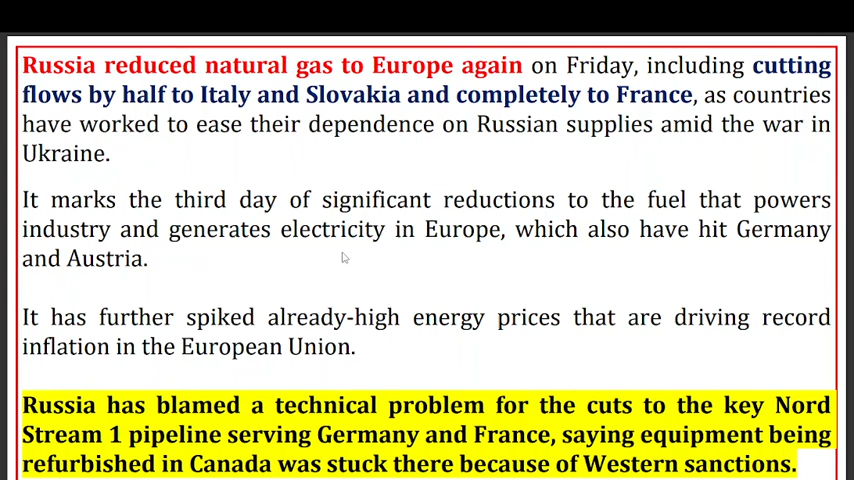 Russia reduced natural gas to Europe again on Friday, including cutting
flows by half to Italy and Slovakia and completely to France, as countries
have worked to ease their dependence on Russian supplies amid the war in
Ukraine.
It marks the third day of significant reductions to the fuel that powers
industry and generates electricity in Europe, which also have hit Germany
and Austria.
It has further spiked already-high energy prices that are driving record
inflation in the European Union.
Russia has blamed a technical problem for the cuts to the key Nord
Stream 1 pipeline serving Germany and France, saying equipment being
refurbished in Canada was stuck there because of Western sanctions.